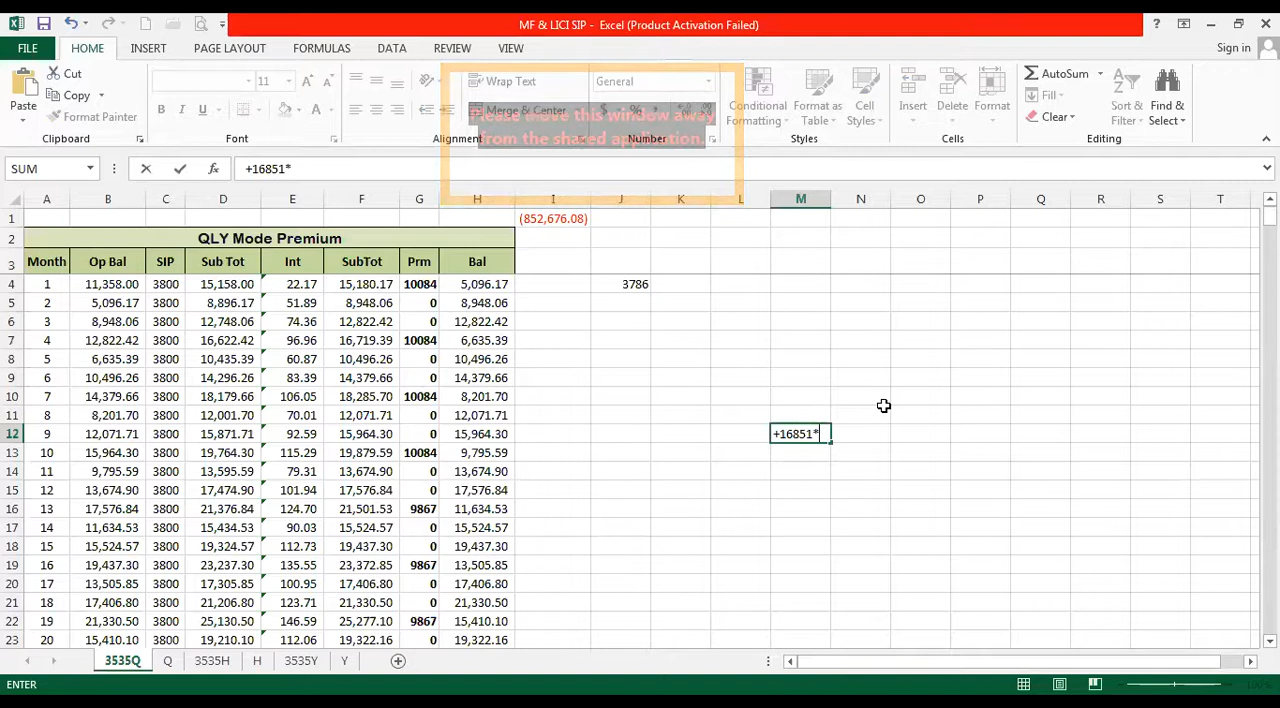 MF & LICI SIP - Excel (Product Activation Failed)
FILE HOME INSERT PAGE LAYOUT FORMULAS DATA REVIEW VIEW Sign in
Cut
Copy
Format Painter
Paste
Clipboard
11
Font
Wrap Text
Merge & Center
Alignment
General
Number
Please move this window away
from the shared application.
Conditional Formatting
Format as Table
Cell Styles
Styles
Insert Delete Format
Cells
AutoSum
Fill
Clear
Sort & Filter
Find & Select
Editing
SUM +16851*
A B C D E F G H I J K L M N O P Q R S T
1 (852,676.08)
2 QLY Mode Premium
3 Month Op Bal SIP Sub Tot Int SubTot Prm Bal
4 1 11,358.00 3800 15,158.00 22.17 15,180.17 10084 5,096.17 3786
5 2 5,096.17 3800 8,896.17 51.89 8,948.06 0 8,948.06
6 3 8,948.06 3800 12,748.06 74.36 12,822.42 0 12,822.42
7 4 12,822.42 3800 16,622.42 96.96 16,719.39 10084 6,635.39
8 5 6,635.39 3800 10,435.39 60.87 10,496.26 0 10,496.26
9 6 10,496.26 3800 14,296.26 83.39 14,379.66 0 14,379.66
10 7 14,379.66 3800 18,179.66 106.05 18,285.70 10084 8,201.70
11 8 8,201.70 3800 12,001.70 70.01 12,071.71 0 12,071.71
12 9 12,071.71 3800 15,871.71 92.59 15,964.30 0 15,964.30 +16851*
13 10 15,964.30 3800 19,764.30 115.29 19,879.59 10084 9,795.59
14 11 9,795.59 3800 13,595.59 79.31 13,674.90 0 13,674.90
15 12 13,674.90 3800 17,474.90 101.94 17,576.84 0 17,576.84
16 13 17,576.84 3800 21,376.84 124.70 21,501.53 9867 11,634.53
17 14 11,634.53 3800 15,434.53 90.03 15,524.57 0 15,524.57
18 15 15,524.57 3800 19,324.57 112.73 19,437.30 0 19,437.30
19 16 19,437.30 3800 23,237.30 135.55 23,372.85 9867 13,505.85
20 17 13,505.85 3800 17,305.85 100.95 17,406.80 0 17,406.80
21 18 17,406.80 3800 21,206.80 123.71 21,330.50 0 21,330.50
22 19 21,330.50 3800 25,130.50 146.59 25,277.10 9867 15,410.10
23 20 15,410.10 3800 19,210.10 112.06 19,322.16 0 19,322.16
3535Q Q 3535H H 3535Y Y
ENTER